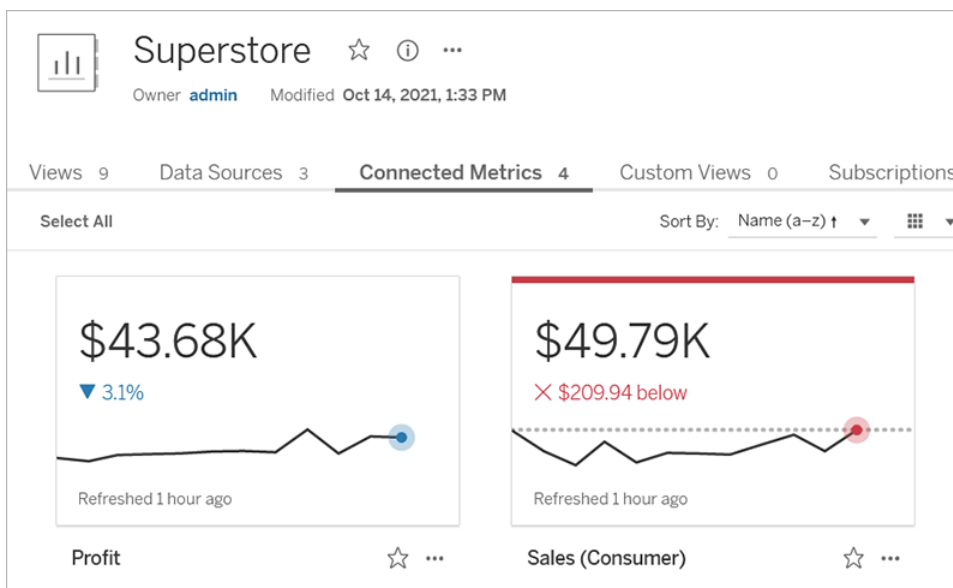 Superstore
Owner admin Modified Oct 14, 2021, 1:33 PM
Views 9 Data Sources 3 Connected Metrics 4 Custom Views 0 Subscriptions
Select All Sort By: Name (a–z) ↑
$43.68K $49.79K
▼ 3.1% × $209.94 below
Refreshed 1 hour ago Refreshed 1 hour ago
Profit Sales (Consumer)